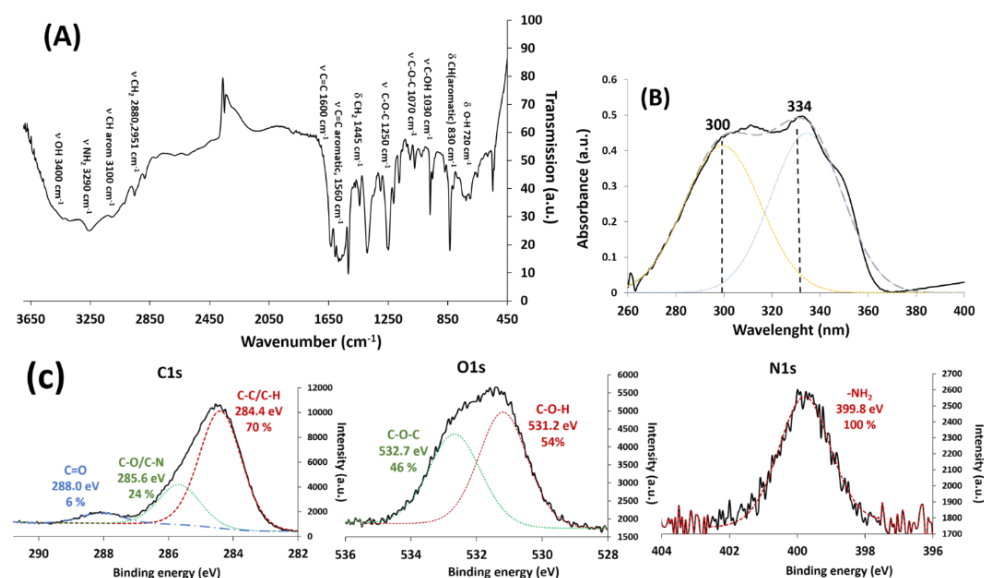 (A)
ν OH 3400 cm⁻¹
ν NH₂ 3290 cm⁻¹
ν CH arom 3100 cm⁻¹
ν CH₂ 2880,2951 cm⁻¹
ν C=C 1600 cm⁻¹
ν C=C aromatic, 1560 cm⁻¹
δ CH₂ 1445 cm⁻¹
ν C-O-C 1250 cm⁻¹
ν C-O-C 1070 cm⁻¹
ν C-OH 1030 cm⁻¹
δ CH(aromatic) 830 cm⁻¹
δ O-H 720 cm⁻¹
100
90
80
70
60
50
40
30
20
10
0
Transmission (a.u.)
3650 3250 2850 2450 2050 1650 1250 850 450
Wavenumber (cm⁻¹)
(B)
300
334
0.6
0.5
0.4
0.3
0.2
0.1
0
Absorbance (a.u.)
260 280 300 320 340 360 380 400
Wavelenght (nm)
(c)
C1s
C-C/C-H
284.4 eV
70 %
C-O/C-N
285.6 eV
24 %
C=O
288.0 eV
6 %
12000
10000
8000
6000
4000
2000
0
Intensity (a.u.)
290 288 286 284 282
Binding energy (eV)
O1s
C-O-H
531.2 eV
54%
C-O-C
532.7 eV
46 %
6000
5500
5000
4500
4000
3500
3000
2500
2000
1500
Intensity (a.u.)
536 534 532 530 528
Binding energy (eV)
N1s
-NH₂
399.8 eV
100 %
2700
2600
2500
2400
2300
2200
2100
2000
1900
1800
1700
Intensity (a.u.)
404 402 400 398 396
Binding energy (eV)